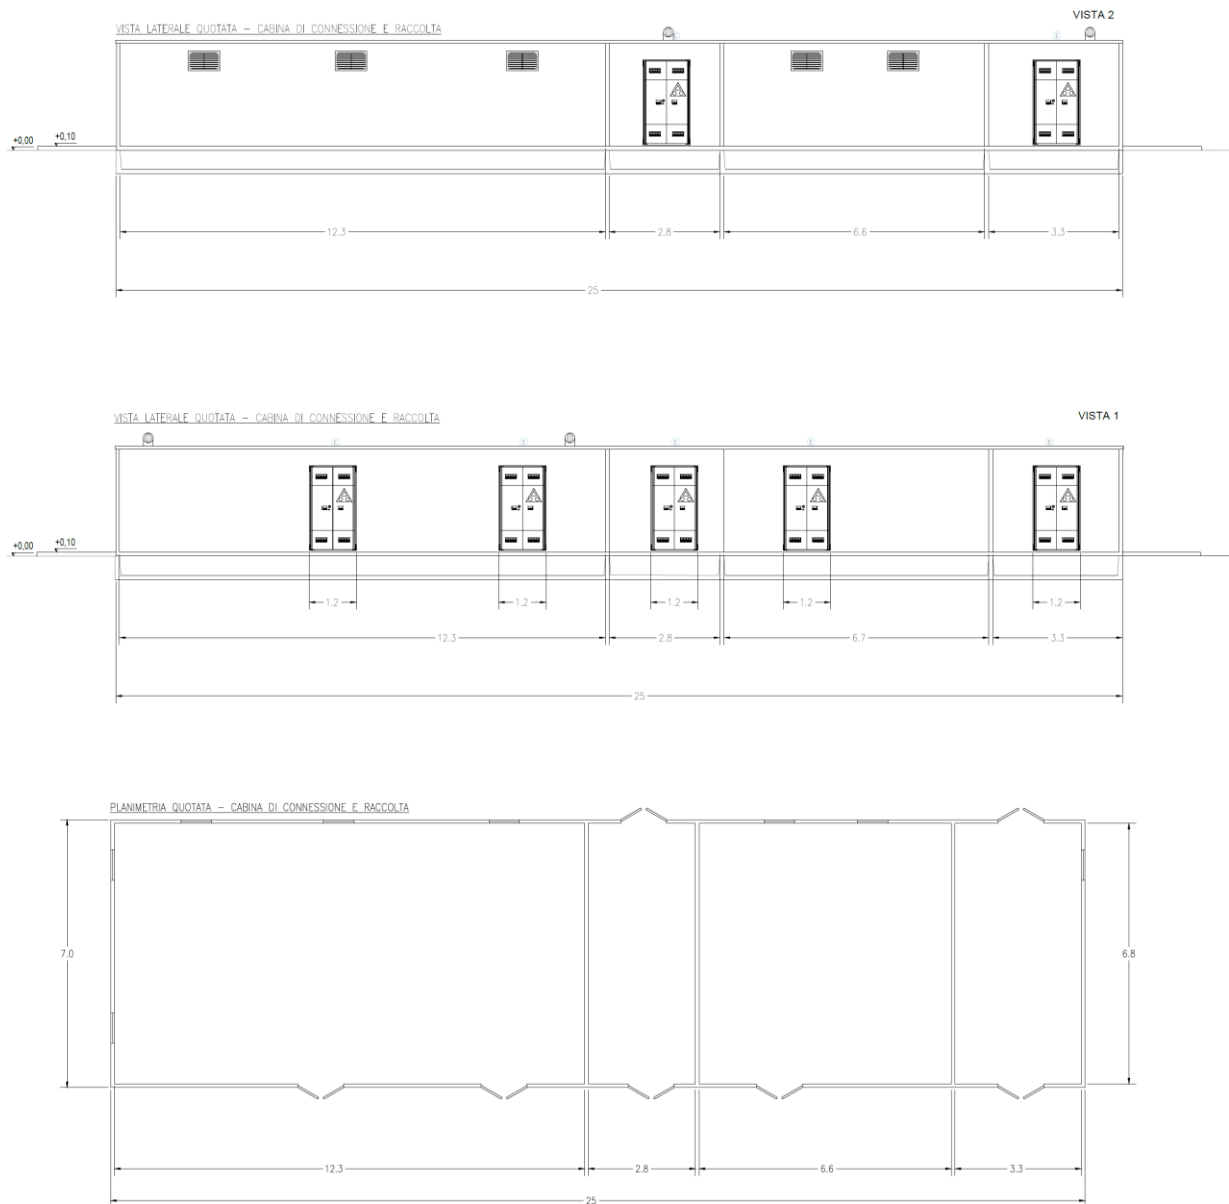 VISTA LATERALE QUOTATA – CABINA DI CONNESSIONE E RACCOLTA
VISTA 2
E
E
+0,00
+0,10
12.3
2.8
6.6
3.3
25
VISTA LATERALE QUOTATA – CABINA DI CONNESSIONE E RACCOLTA
VISTA 1
E
E
E
E
E
+0,00
+0,10
1.2
1.2
1.2
1.2
1.2
12.3
2.8
6.7
3.3
25
PLANIMETRIA QUOTATA – CABINA DI CONNESSIONE E RACCOLTA
7.0
6.8
12.3
2.8
6.6
3.3
25